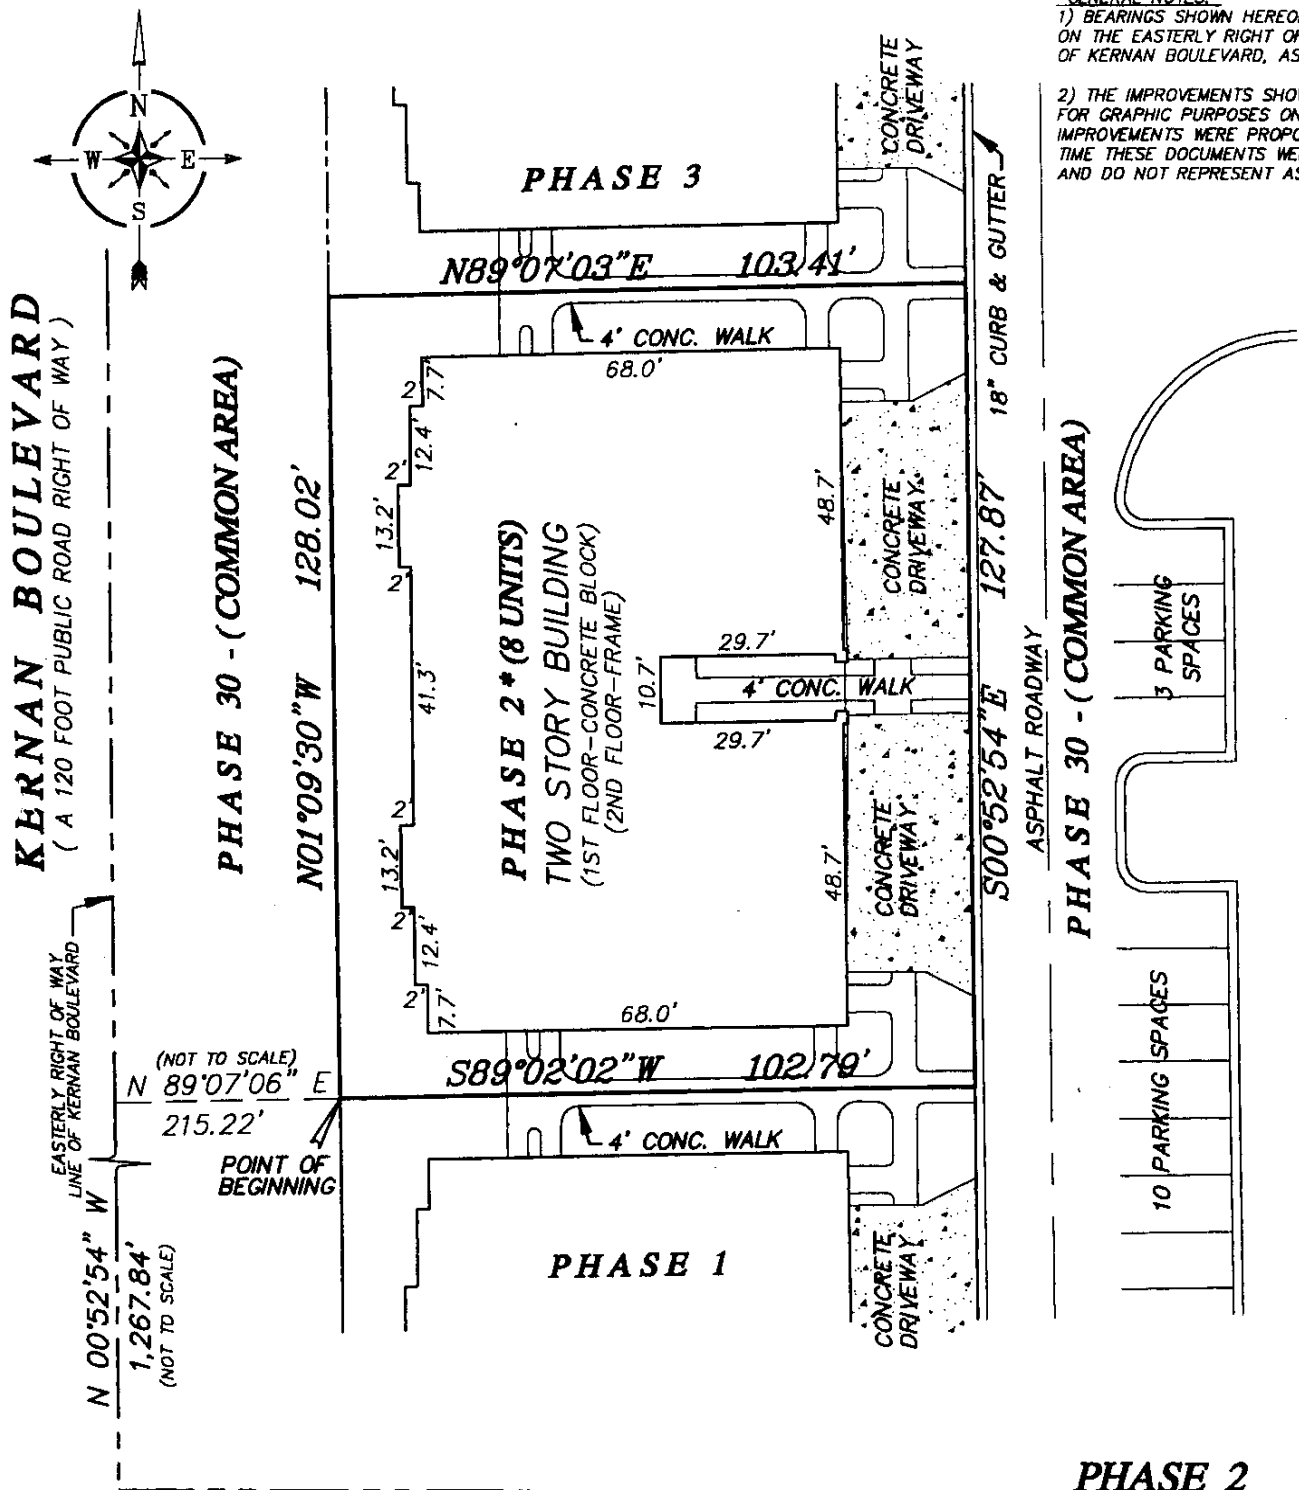 GENERAL NOTES:
1) BEARINGS SHOWN
ON THE EASTERLY RIGHT
OF KERNAN BOULEVARD, AS
2) THE IMPROVEMENTS
FOR GRAPHIC PURPOSES
IMPROVEMENTS WERE
TIME THESE DOCUMENTS
AND DO NOT REPRESENT
N
W
E
S
CONCRETE
DRIVEWAY
PHASE 3
18" CURB & GUTTER
N89°07'03"E 103.41'
4' CONC. WALK
68.0'
KERNAN BOULEVARD
( A 120 FOOT PUBLIC ROAD RIGHT OF WAY )
PHASE 30 - ( COMMON AREA)
N01°09'30"W 128.02'
7.7'
2'
12.4'
2'
13.2'
2'
41.3'
2'
13.2'
2'
12.4'
2'
7.7'
PHASE 2* (8 UNITS)
TWO STORY BUILDING
(1ST FLOOR-CONCRETE BLOCK)
(2ND FLOOR-FRAME)
48.7'
CONCRETE
DRIVEWAY
29.7'
10.7'
4' CONC. WALK
29.7'
48.7'
CONCRETE
DRIVEWAY
S00°52'54"E 127.87'
ASPHALT ROADWAY
PHASE 30 - ( COMMON AREA)
3 PARKING
SPACES
10 PARKING SPACES
68.0'
S89°02'02"W 102.79'
4' CONC. WALK
EASTERLY RIGHT OF WAY
LINE OF KERNAN BOULEVARD
(NOT TO SCALE)
N 89°07'06" E
215.22'
POINT OF
BEGINNING
N 00°52'54" W
1,267.84'
(NOT TO SCALE)
PHASE 1
CONCRETE
DRIVEWAY
PHASE 2